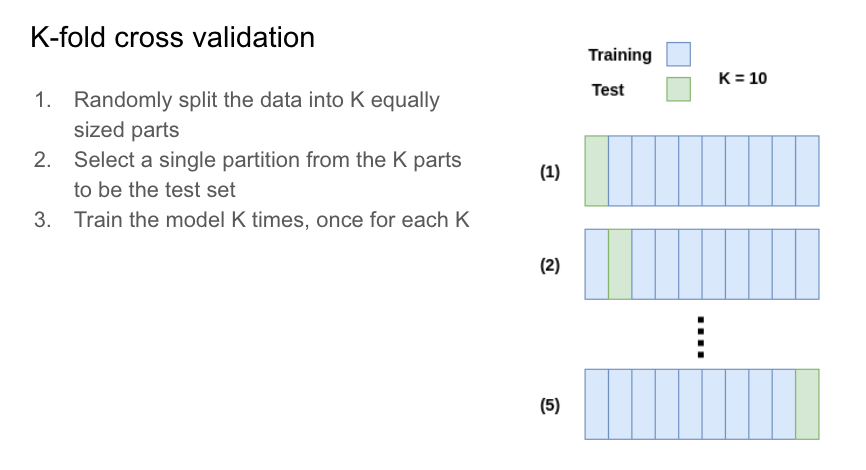 K-fold cross validation
1. Randomly split the data into K equally
sized parts
2. Select a single partition from the K parts
to be the test set
3. Train the model K times, once for each K
Training
Test
K = 10
(1)
(2)
(5)